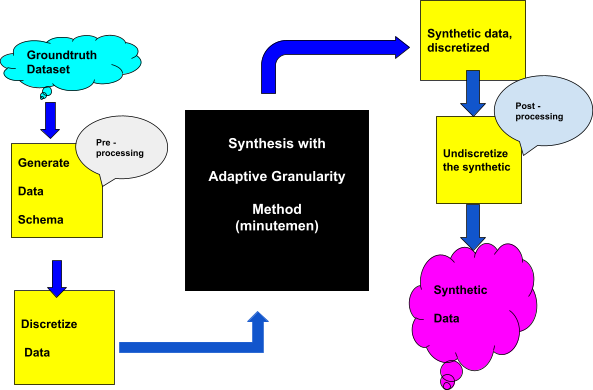 Groundtruth
Dataset
Pre -
processing
Generate
Data
Schema
Discretize
Data
Synthesis with
Adaptive Granularity
Method
(minutemen)
Synthetic data,
discretized
Post -
processing
Undiscretize
the synthetic
Synthetic
Data